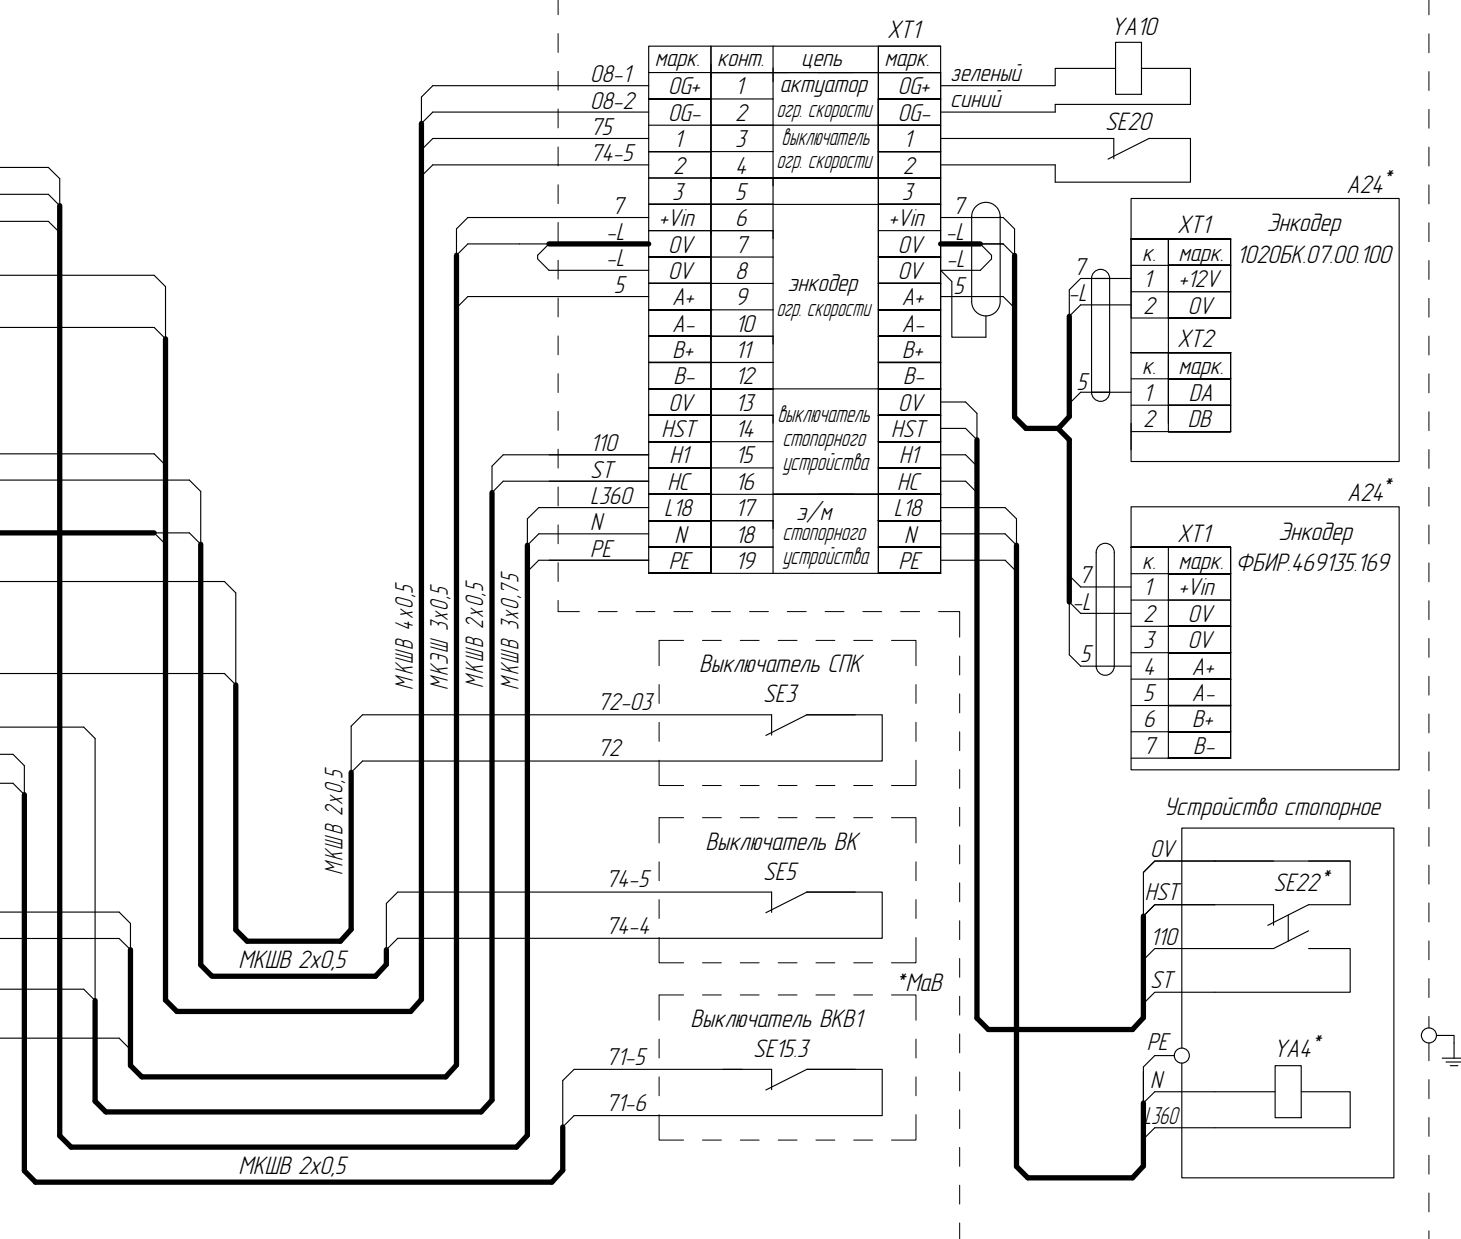 XT1
марк. конт. цепь марк.
08-1 OG+ 1 актуатор OG+ зеленый
08-2 OG- 2 огр. скорости OG- синий
75 1 3 выключатель 1
74-5 2 4 огр. скорости 2
3 5 3
7 +Vin 6 +Vin 7
-L 0V 7 0V -L
-L 0V 8 энкодер 0V -L
5 A+ 9 огр. скорости A+ 5
A- 10 A-
B+ 11 B+
B- 12 B-
0V 13 выключатель 0V
HST 14 стопорного HST
110 H1 15 устройства H1
ST HC 16 HC
L360 L18 17 э/м L18
N N 18 стопорного N
PE PE 19 устройства PE
YA10
SE20
A24*
XT1 Энкодер
к. марк. 1020БК.07.00.100
7 1 +12V
-L 2 0V
XT2
к. марк.
5 1 DA
2 DB
A24*
XT1 Энкодер
к. марк. ФБИР.469135.169
7 1 +Vin
-L 2 0V
3 0V
5 4 A+
5 A-
6 B+
7 B-
МКШВ 4х0,5
МКЭШ 3х0,5
МКШВ 2х0,5
МКШВ 3х0,75
Выключатель СПК
SE3
72-03
72
МКШВ 2х0,5
Выключатель ВК
SE5
74-5
74-4
МКШВ 2х0,5
*МаВ
Выключатель ВКВ1
SE15.3
71-5
71-6
МКШВ 2х0,5
Устройство стопорное
0V
SE22*
HST
110
ST
PE
YA4*
N
L360